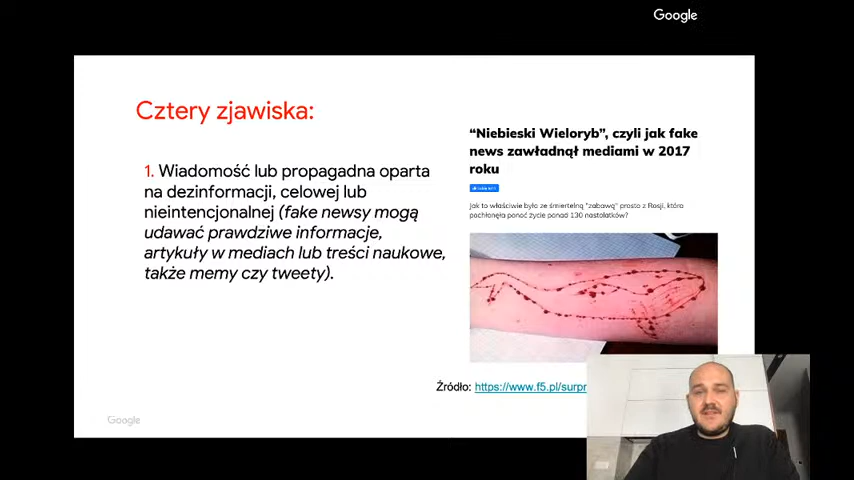 Google
Cztery zjawiska:
1. Wiadomość lub propagadna oparta
na dezinformacji, celowej lub
nieintencjonalnej (fake newsy mogą
udawać prawdziwe informacje,
artykuły w mediach lub treści naukowe,
także memy czy tweety).
“Niebieski Wieloryb”, czyli jak fake
news zawładnął mediami w 2017
roku
Jak to właściwie było ze śmiertelną "zabawą" prosto z Rosji, która
pochłonęła ponoć życie ponad 130 nastolatków?
Źródło: https://www.f5.pl/surpr
Google